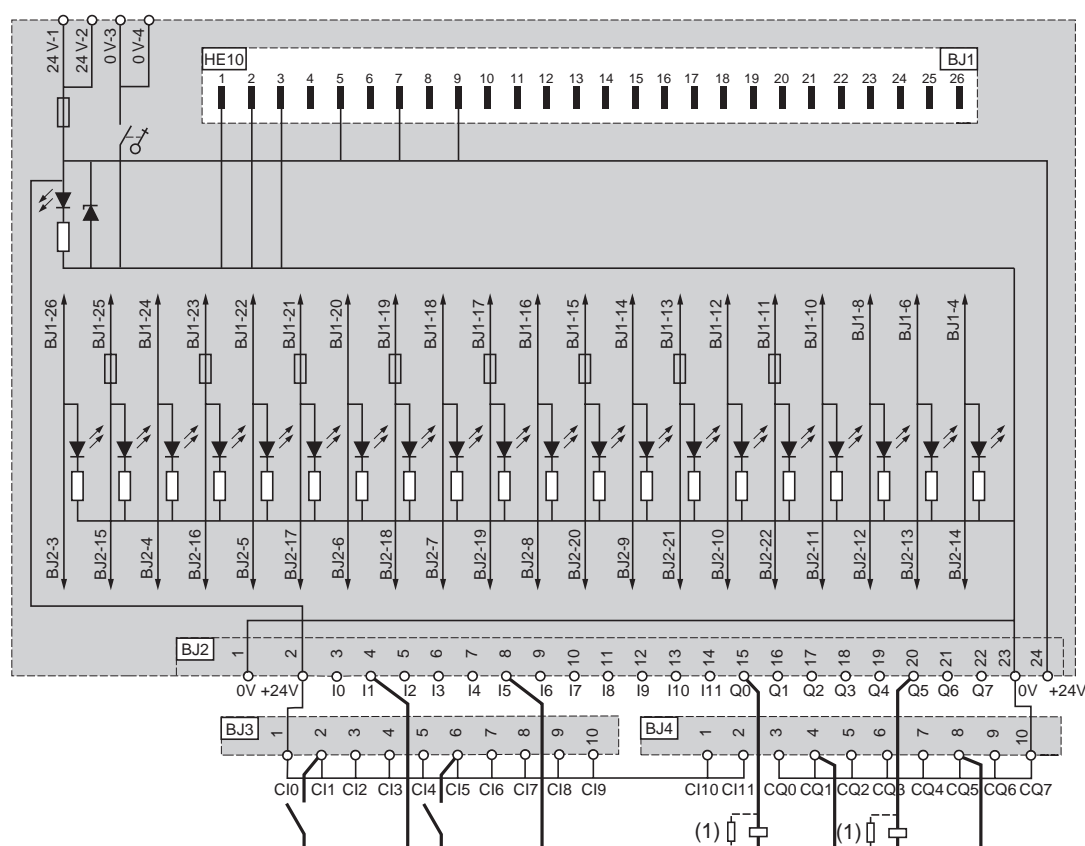 24 V-1
24 V-2
0 V-3
0 V-4
HE10
BJ1
1 2 3 4 5 6 7 8 9 10 11 12 13 14 15 16 17 18 19 20 21 22 23 24 25 26
BJ1-26 BJ1-25 BJ1-24 BJ1-23 BJ1-22 BJ1-21 BJ1-20 BJ1-19 BJ1-18 BJ1-17 BJ1-16 BJ1-15 BJ1-14 BJ1-13 BJ1-12 BJ1-11 BJ1-10 BJ1-8 BJ1-6 BJ1-4
BJ2-3 BJ2-15 BJ2-4 BJ2-16 BJ2-5 BJ2-17 BJ2-6 BJ2-18 BJ2-7 BJ2-19 BJ2-8 BJ2-20 BJ2-9 BJ2-21 BJ2-10 BJ2-22 BJ2-11 BJ2-12 BJ2-13 BJ2-14
BJ2
1 2 3 4 5 6 7 8 9 10 11 12 13 14 15 16 17 18 19 20 21 22 23 24
0V +24V I0 I1 I2 I3 I4 I5 I6 I7 I8 I9 I10 I11 Q0 Q1 Q2 Q3 Q4 Q5 Q6 Q7 0V +24V
BJ3
1 2 3 4 5 6 7 8 9 10
BJ4
1 2 3 4 5 6 7 8 9 10
CI0 CI1 CI2 CI3 CI4 CI5 CI6 CI7 CI8 CI9
CI10 CI11 CQ0 CQ1 CQ2 CQ3 CQ4 CQ5 CQ6 CQ7
(1)
(1)